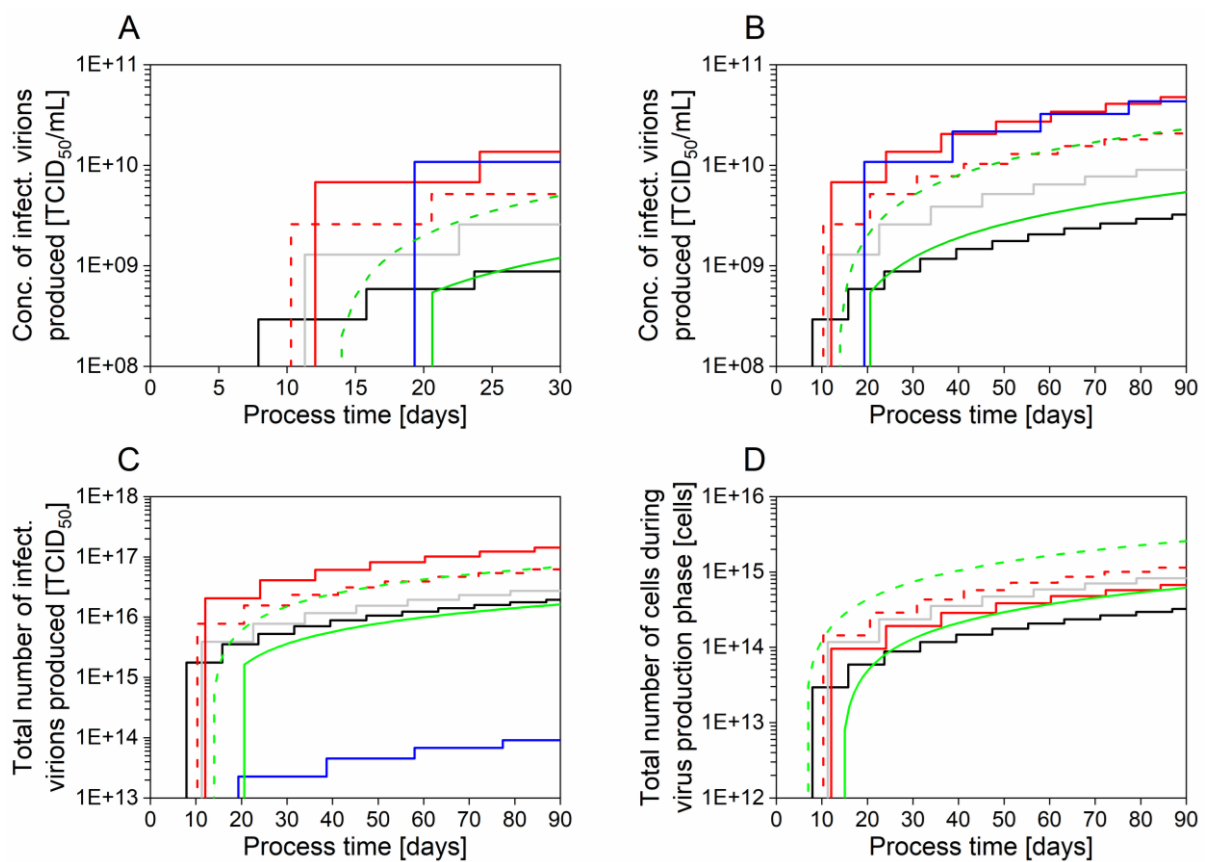 A
Conc. of infect. virions
produced [TCID50/mL]
1E+11
1E+10
1E+09
1E+08
0 5 10 15 20 25 30
Process time [days]
B
Conc. of infect. virions
produced [TCID50/mL]
1E+11
1E+10
1E+09
1E+08
0 10 20 30 40 50 60 70 80 90
Process time [days]
C
Total number of infect.
virions produced [TCID50]
1E+18
1E+17
1E+16
1E+15
1E+14
1E+13
0 10 20 30 40 50 60 70 80 90
Process time [days]
D
Total number of cells during
virus production phase [cells]
1E+16
1E+15
1E+14
1E+13
1E+12
0 10 20 30 40 50 60 70 80 90
Process time [days]